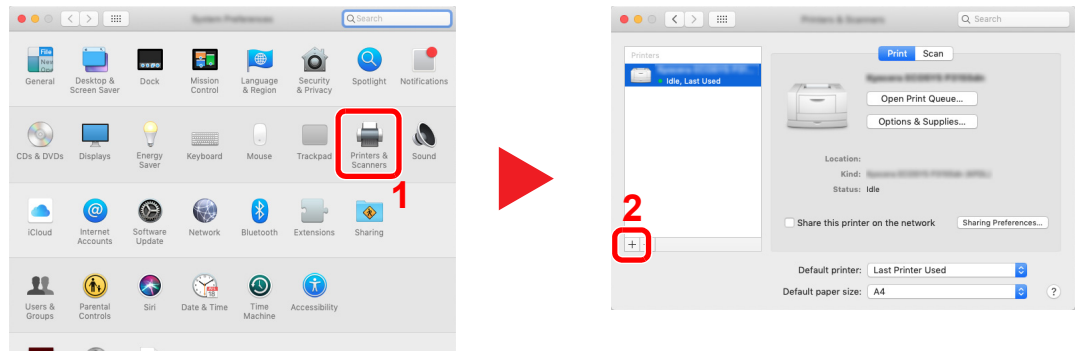 Search
General
Desktop &
Screen Saver
Dock
Mission
Control
Language
& Region
Security
& Privacy
Spotlight
Notifications
CDs & DVDs
Displays
Energy
Saver
Keyboard
Mouse
Trackpad
Printers &
Scanners
Sound
1
iCloud
Internet
Accounts
Software
Update
Network
Bluetooth
Extensions
Sharing
Users &
Groups
Parental
Controls
Siri
Date & Time
Time
Machine
Accessibility
Search
Printers
Idle, Last Used
Print Scan
Open Print Queue...
Options & Supplies...
Location:
Kind:
Status: Idle
2
+
Share this printer on the network Sharing Preferences...
Default printer: Last Printer Used
Default paper size: A4
?